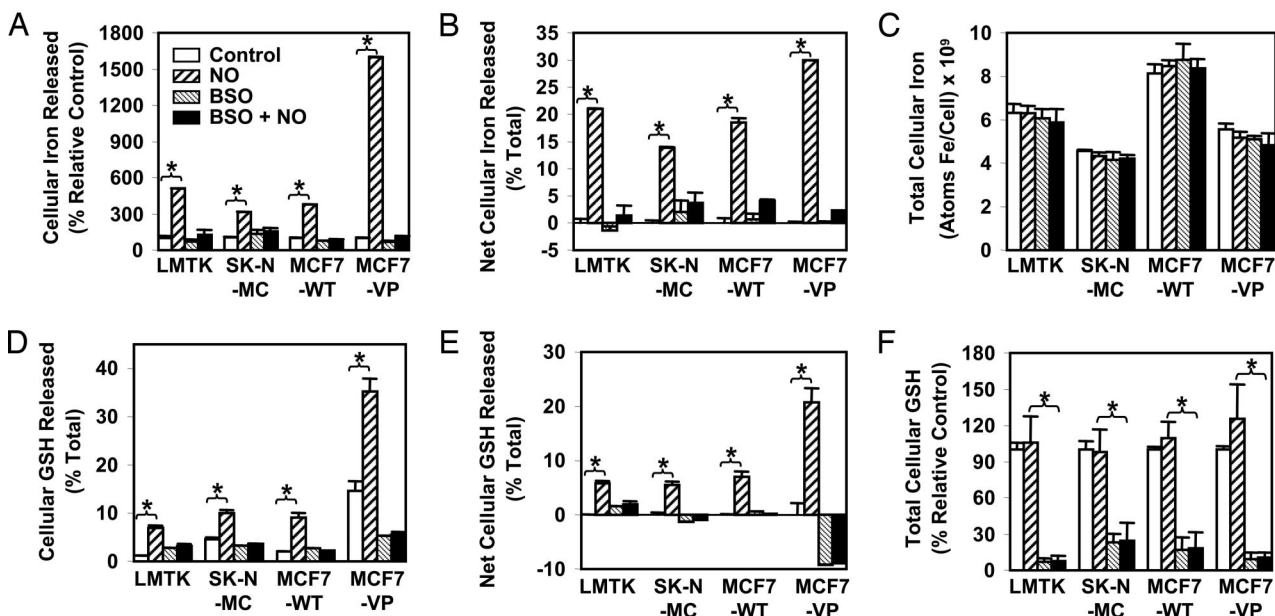 A
Cellular Iron Released
(% Relative Control)
1800
1500
1200
900
600
300
0
Control
NO
BSO
BSO + NO
*
*
*
*
LMTK
SK-N
-MC
MCF7
-WT
MCF7
-VP
B
Net Cellular Iron Released
(% Total)
35
30
25
20
15
10
5
0
-5
*
*
*
*
LMTK
SK-N
-MC
MCF7
-WT
MCF7
-VP
C
Total Cellular Iron
(Atoms Fe/Cell) x 10⁹
10
8
6
4
2
0
LMTK
SK-N
-MC
MCF7
-WT
MCF7
-VP
D
Cellular GSH Released
(% Total)
40
30
20
10
0
*
*
*
*
LMTK
SK-N
-MC
MCF7
-WT
MCF7
-VP
E
Net Cellular GSH Released
(% Total)
30
20
10
0
-10
*
*
*
*
LMTK
SK-N
-MC
MCF7
-WT
MCF7
-VP
F
Total Cellular GSH
(% Relative Control)
180
150
120
90
60
30
0
*
*
*
*
LMTK
SK-N
-MC
MCF7
-WT
MCF7
-VP